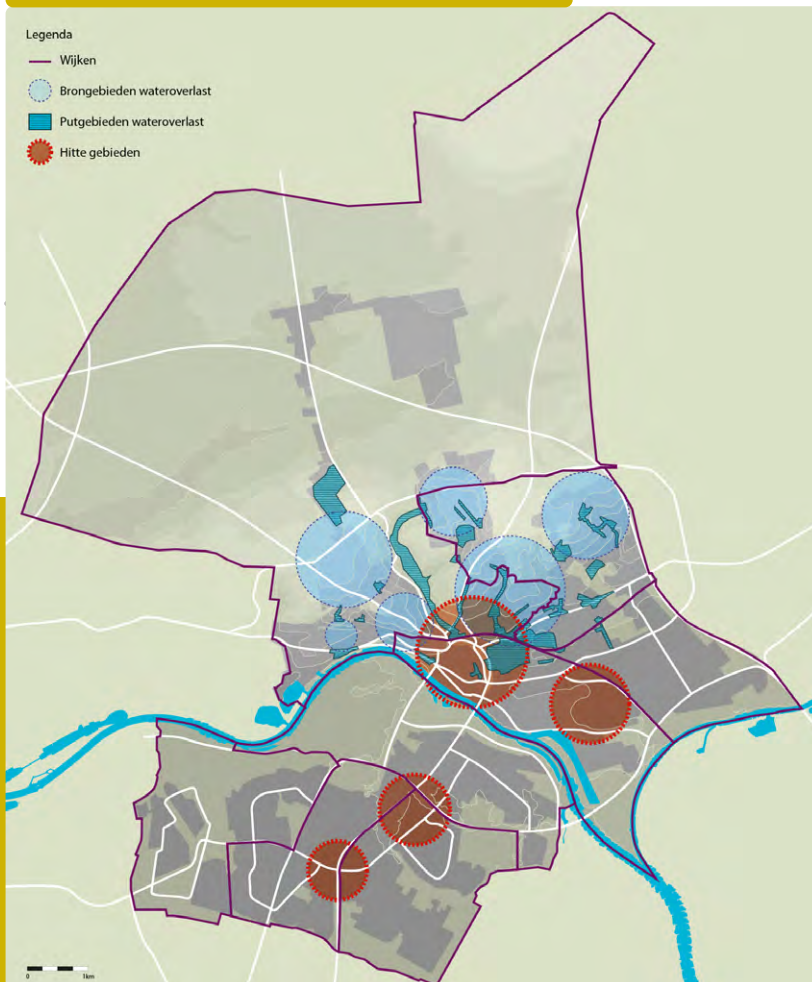 Legenda
Wijken
Brongebieden wateroverlast
Putgebieden wateroverlast
Hitte gebieden
0 1km